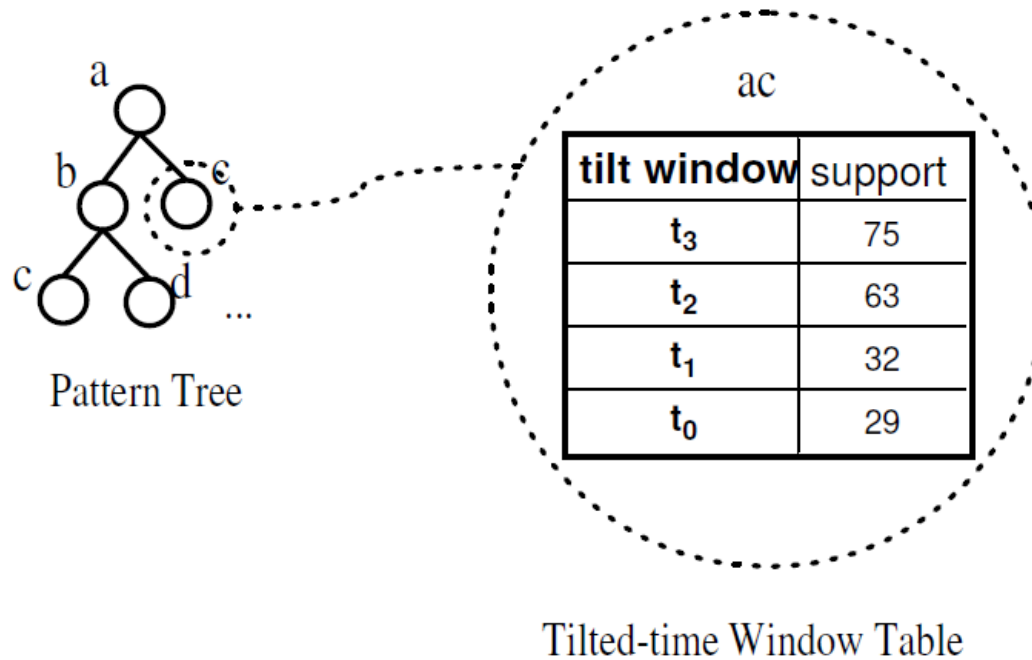 a
b
c
c
d
...
Pattern Tree
ac
tilt window support
t₃ 75
t₂ 63
t₁ 32
t₀ 29
Tilted-time Window Table